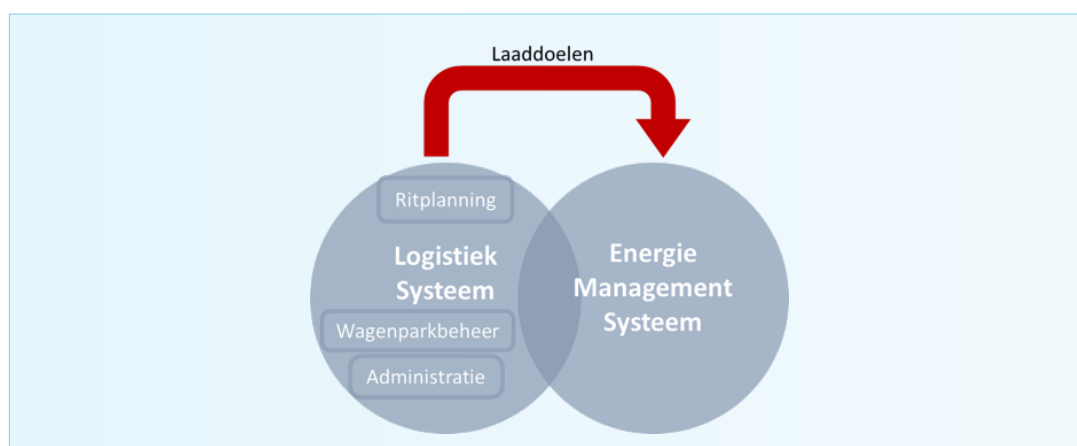 Laaddoelen
Ritplanning
Logistiek
Systeem
Wagenparkbeheer
Administratie
Energie
Management
Systeem